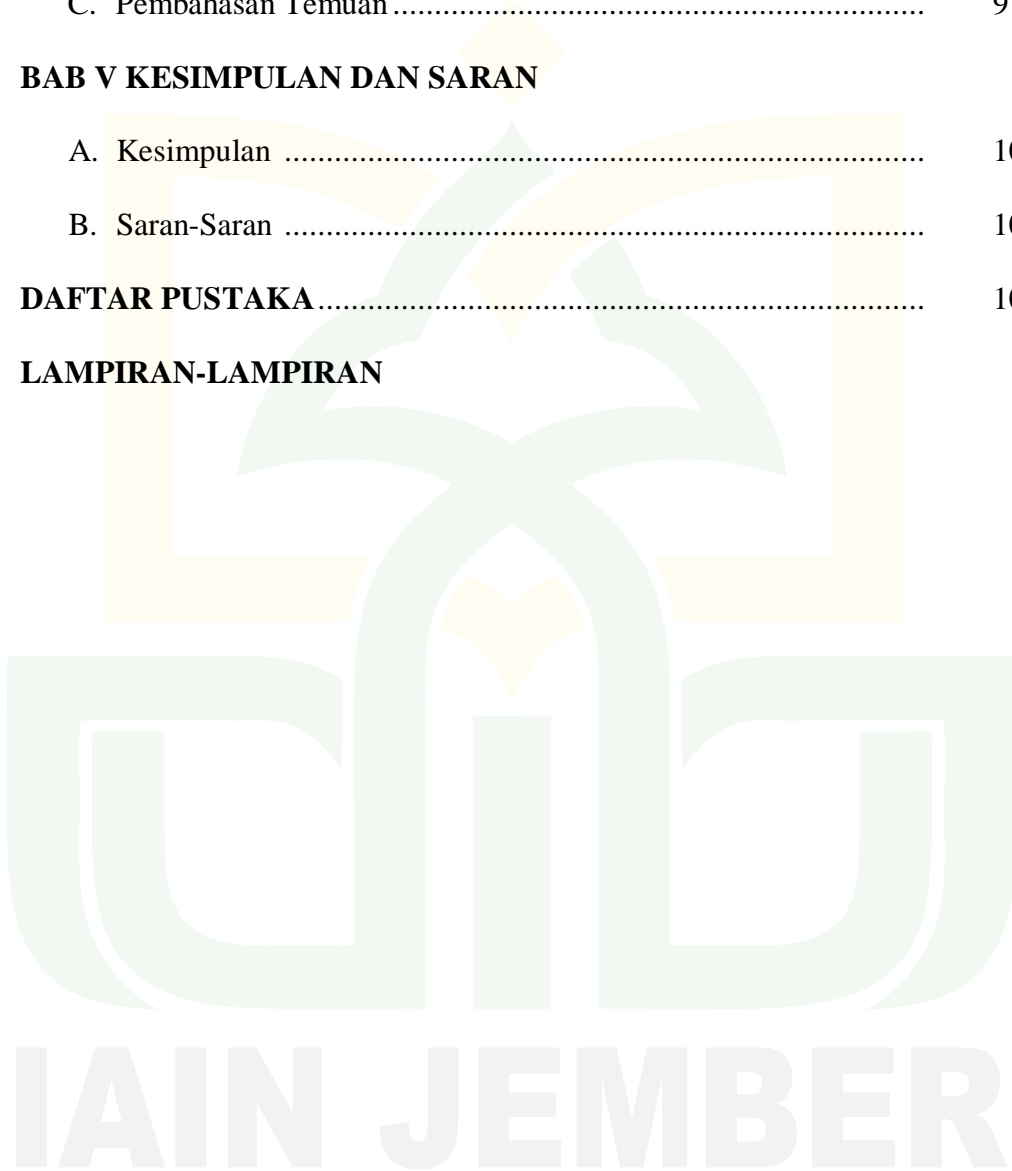 C. Pembahasan Temuan ................................................................. 9
BAB V KESIMPULAN DAN SARAN
A. Kesimpulan .............................................................................. 
B. Saran-Saran .............................................................................. 
DAFTAR PUSTAKA .......................................................................... 
LAMPIRAN-LAMPIRAN
IAIN JEMBER